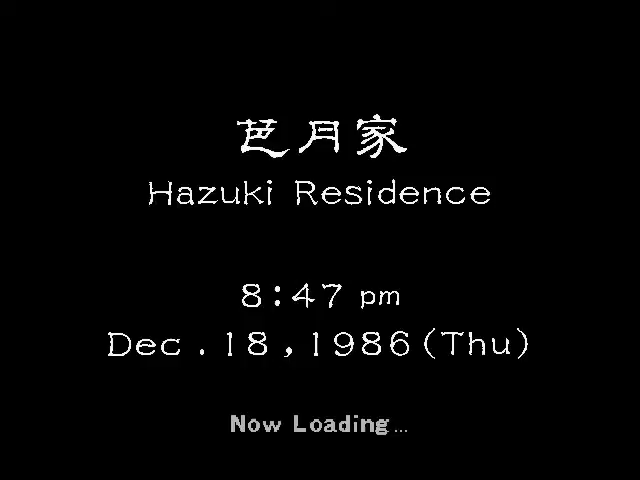 芭月家
Hazuki Residence
8:47 pm
Dec.18,1986(Thu)
Now Loading...